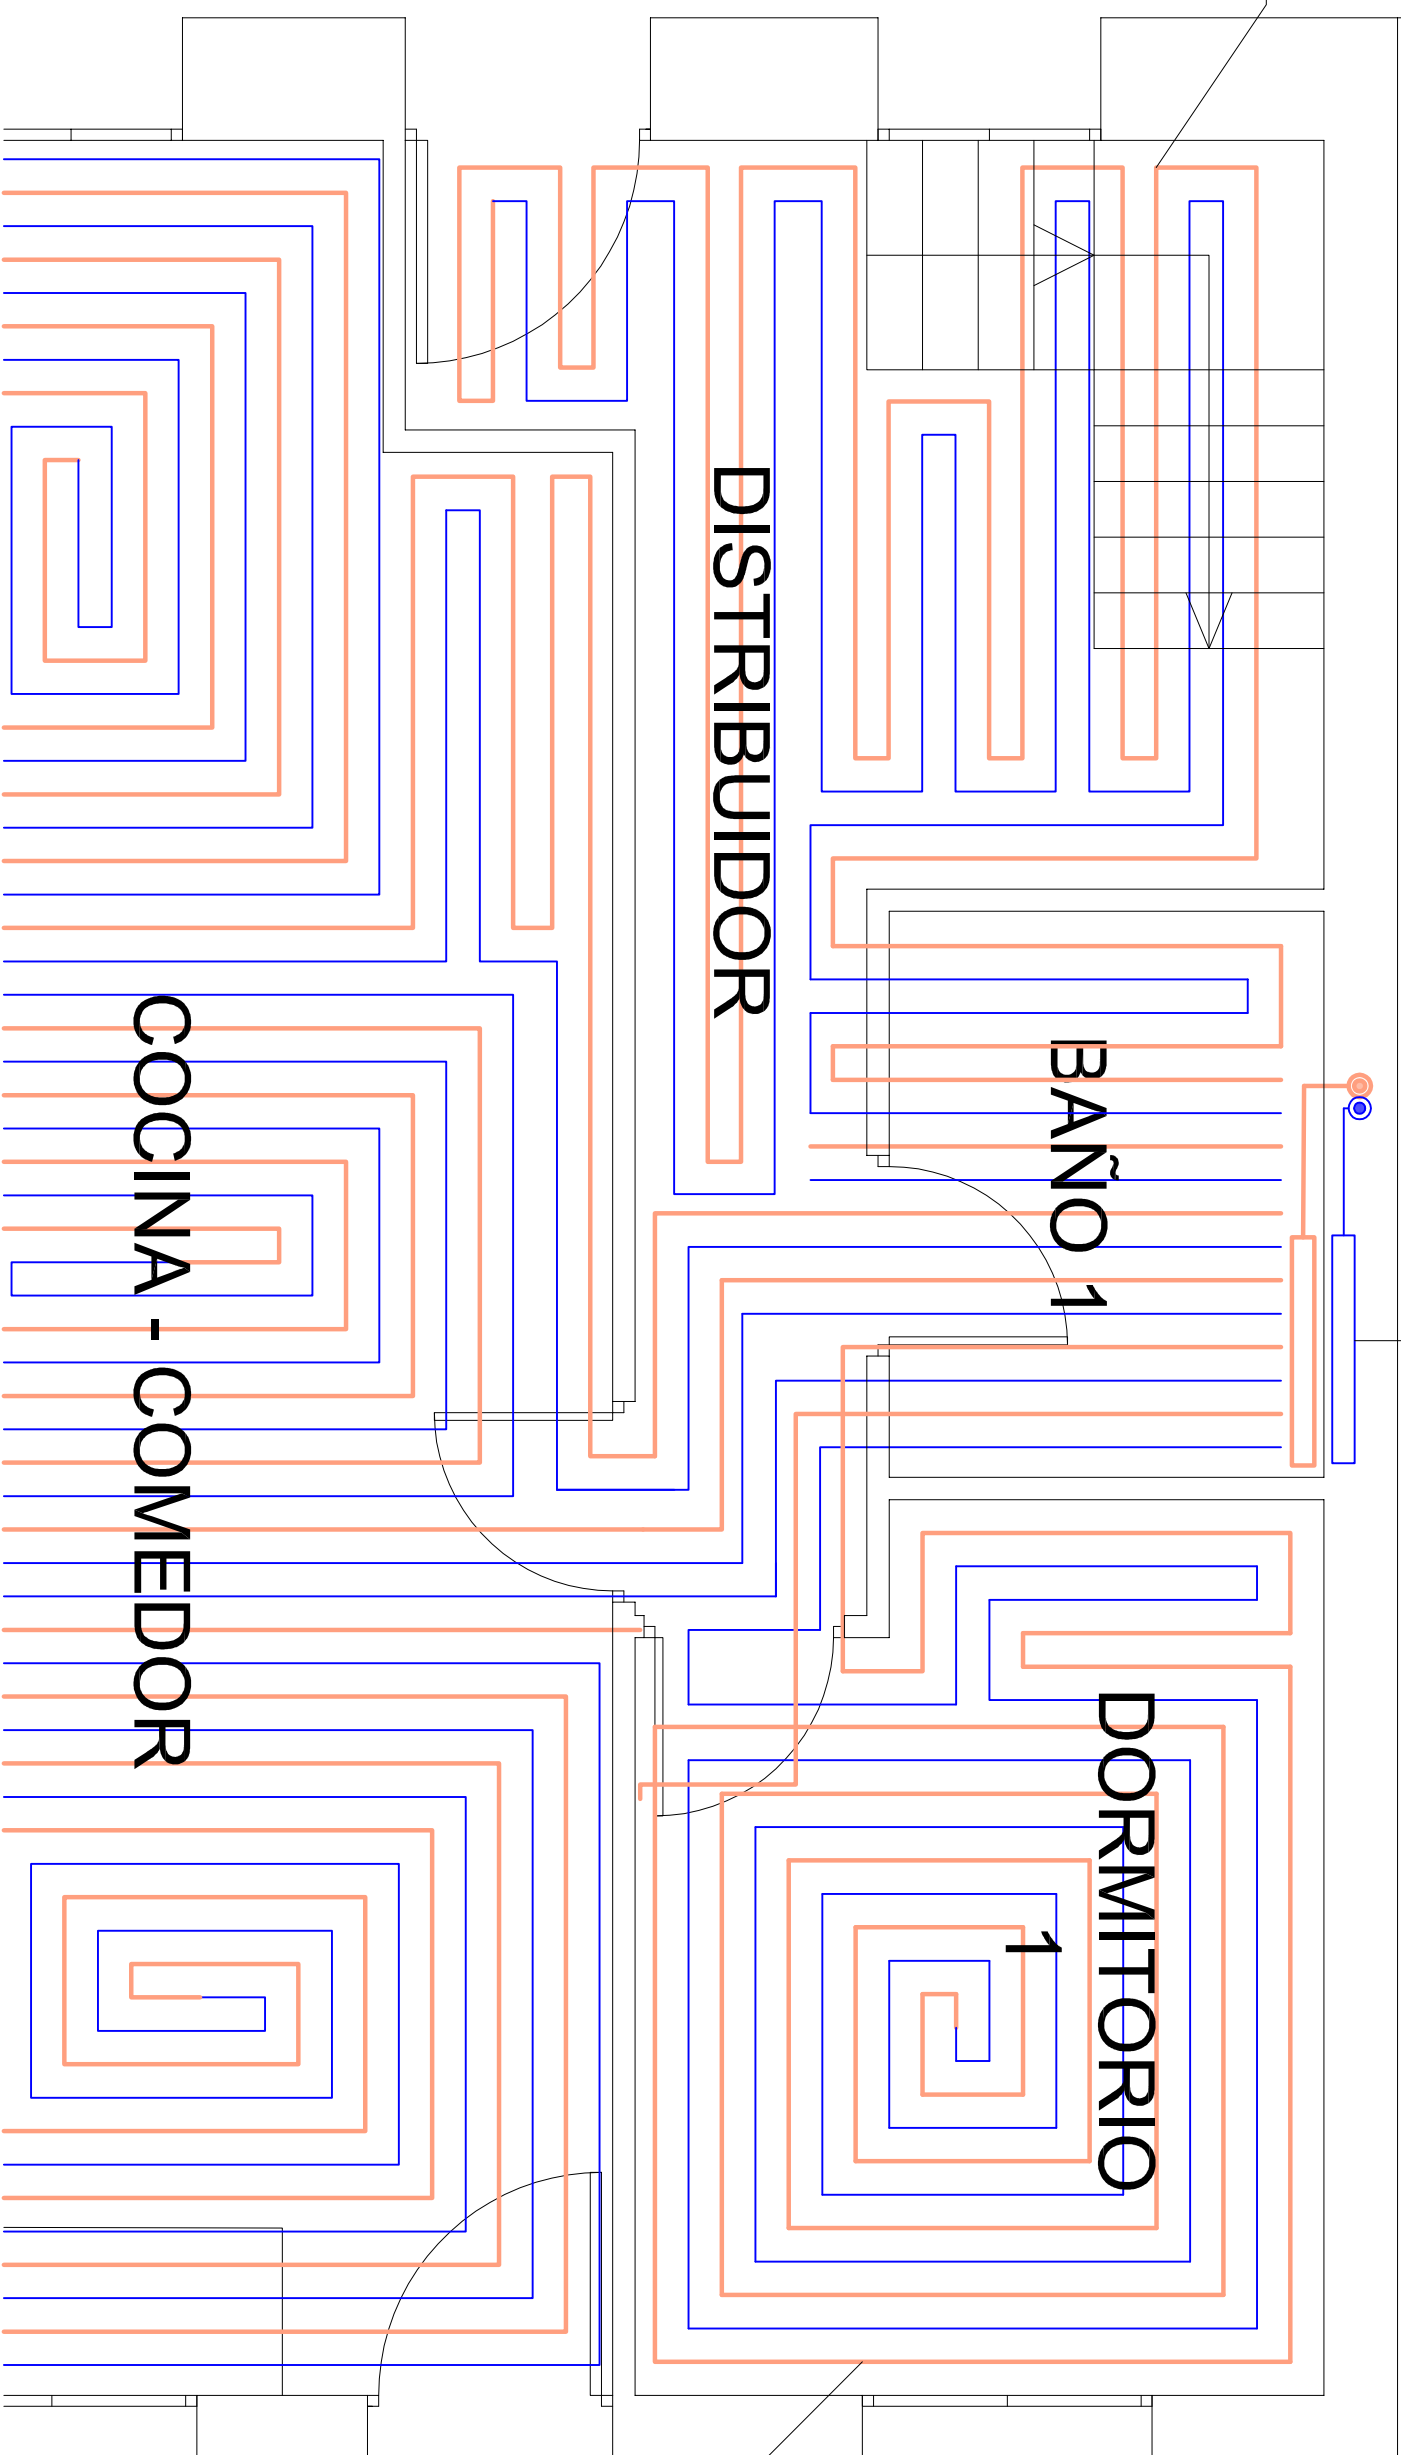 DISTRIBUIDOR
BAÑO 1
COCINA - COMEDOR
DORMITORIO
1